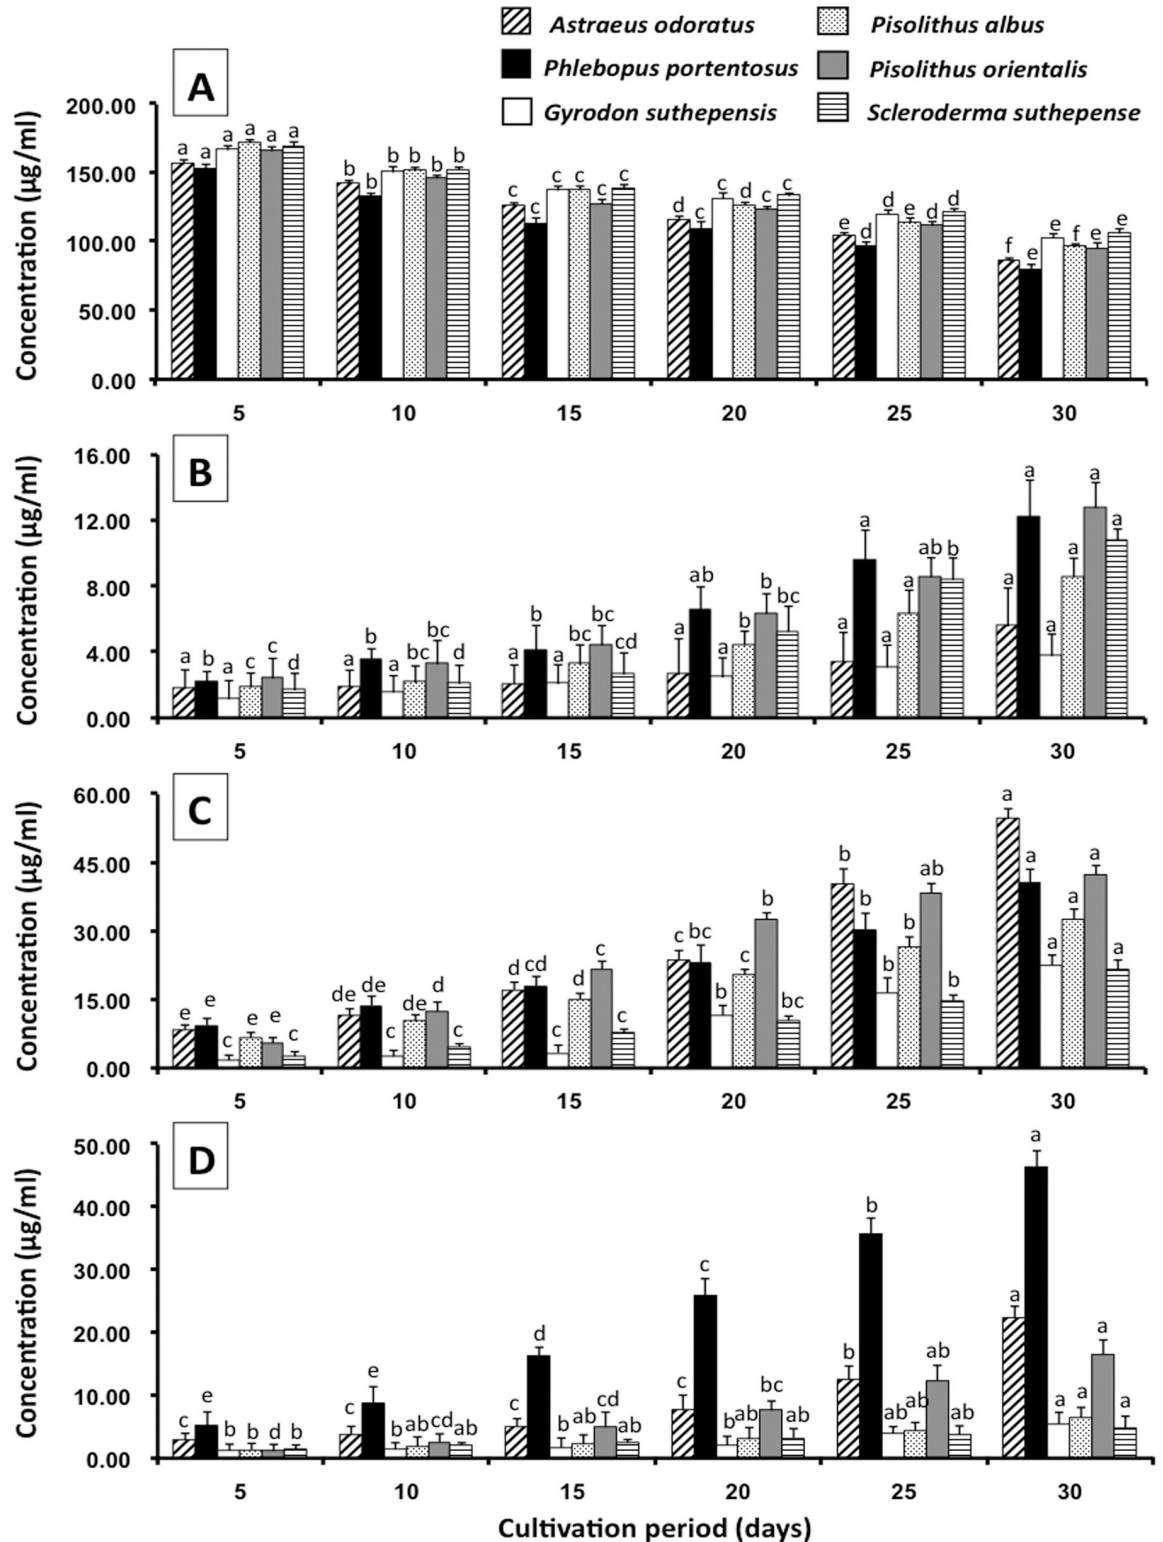 Astraeus odoratus Pisolithus albus
Phlebopus portentosus Pisolithus orientalis
Gyrodon suthepensis Scleroderma suthepense
A
Concentration (µg/ml)
200.00
150.00
100.00
50.00
0.00
a a a a a a
b b b b b b
c c c c c c
d c c d c c
e d d e d d
f e e f e e
5 10 15 20 25 30
B
Concentration (µg/ml)
16.00
12.00
8.00
4.00
0.00
a b a c c d
a b a bc bc d
a b a bc bc cd
a ab a b b bc
a a a a ab b
a a a a a a
5 10 15 20 25 30
C
Concentration (µg/ml)
60.00
45.00
30.00
15.00
0.00
e e c e e c
de de c de d c
d cd c d c c
c bc b c b bc
b b b b ab b
a a a a a a
5 10 15 20 25 30
D
Concentration (µg/ml)
50.00
40.00
30.00
20.00
10.00
0.00
c e b b d b
c e b ab cd ab
c d b ab cd ab
c c b ab bc ab
b b ab ab ab ab
a a a a a a
5 10 15 20 25 30
Cultivation period (days)